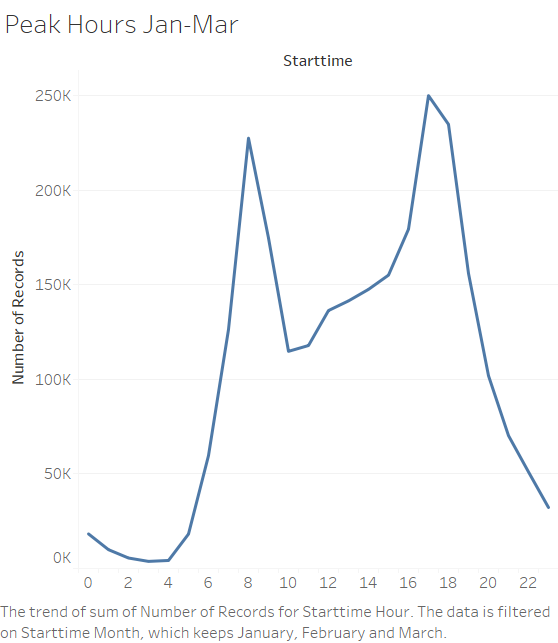 Peak Hours Jan-Mar
Starttime
250K
200K
150K
100K
50K
0K
Number of Records
0 2 4 6 8 10 12 14 16 18 20 22
The trend of sum of Number of Records for Starttime Hour. The data is filtered
on Starttime Month, which keeps January, February and March.